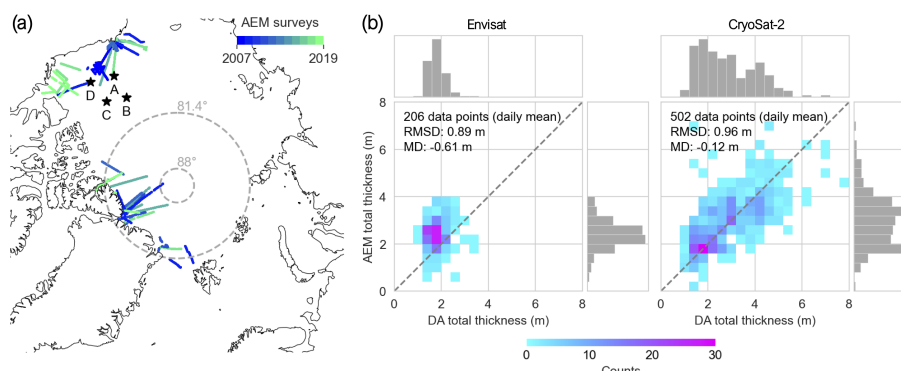 (a)
AEM surveys
2007 2019
A
D
C
B
81.4°
88°
(b)
Envisat
CryoSat-2
206 data points (daily mean)
RMSD: 0.89 m
MD: -0.61 m
502 data points (daily mean)
RMSD: 0.96 m
MD: -0.12 m
AEM total thickness (m)
8
6
4
2
0
0 2 4 6 8
DA total thickness (m)
2 4 6 8
DA total thickness (m)
0 10 20 30
Counts